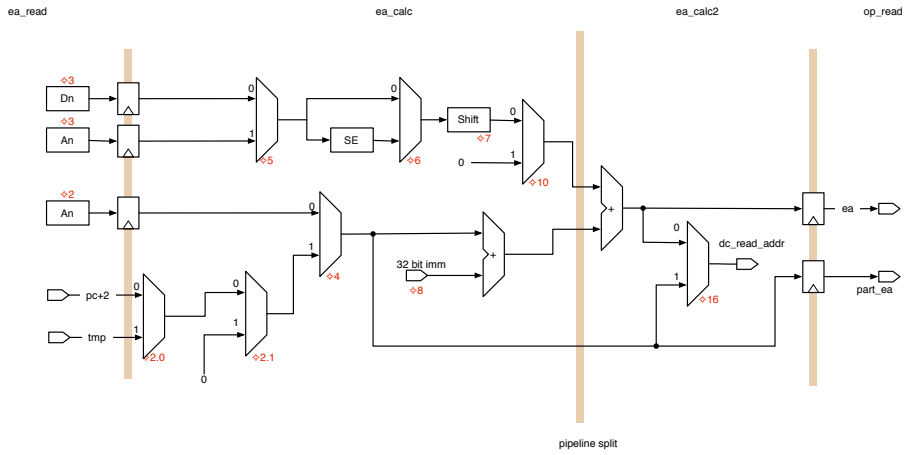 ea_read
ea_calc
ea_calc2
op_read
✧3
Dn
✧3
An
0
1
✧5
SE
0
✧6
Shift
✧7
0
0
1
✧10
✧2
An
0
1
✧4
+
+
32 bit imm
✧8
ea
0
1
dc_read_addr
✧16
part_ea
pc+2
0
tmp
1
✧2.0
0
1
✧2.1
0
pipeline split